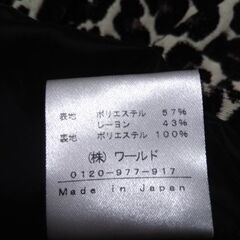 表地 ポリエステル 57%
レーヨン 43%
裏地 ポリエステル 100%
(株) ワールド
0120-977-917
Made in Japan